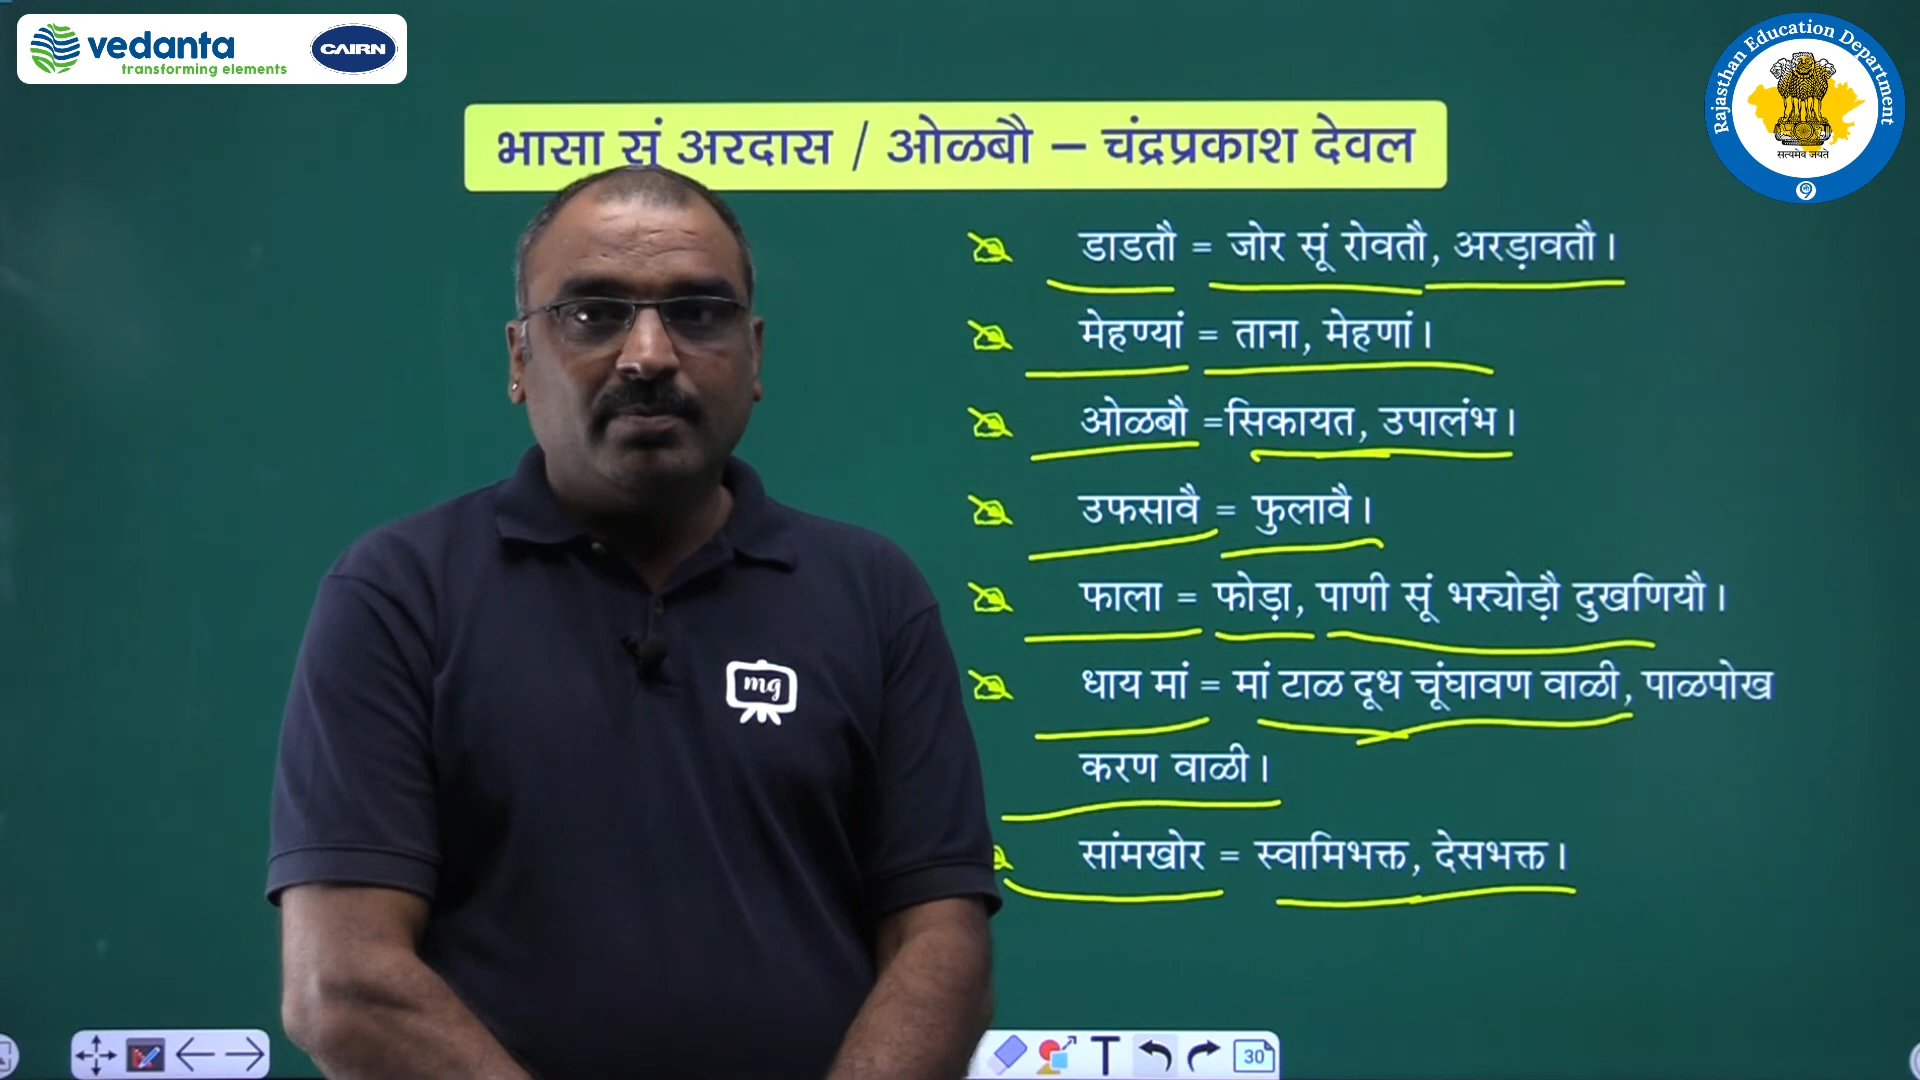 vedanta
transforming elements
CAIRN
Rajasthan Education Department
सत्यमेव जयते
भासा सूं अरदास / ओळबौ – चंद्रप्रकाश देवल
डाडतौ = जोर सूं रोवतौ, अरड़ावतौ।
मेहण्यां = ताना, मेहणां।
ओळबौ =सिकायत, उपालंभ।
उफसावै = फुलावै।
फाला = फोड़ा, पाणी सूं भरयोड़ौ दुखणियौ।
धाय मां = मां टाळ दूध चूंघावण वाळी, पाळपोख
करण वाळी।
सांमखोर = स्वामिभक्त, देसभक्त।
mg
T
30